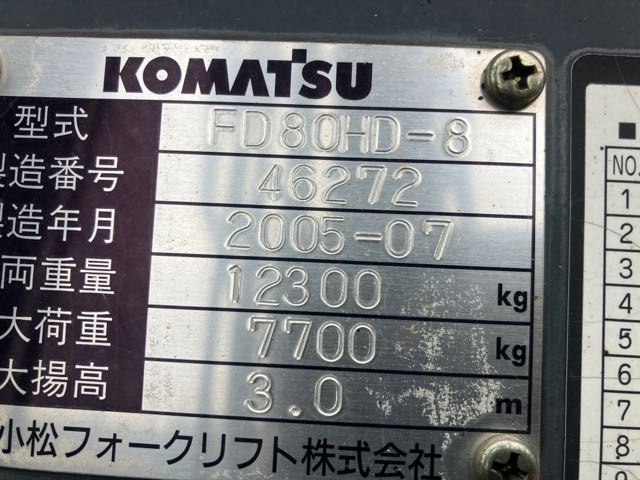 KOMATSU
型式 FD80HD-8
製造番号 46272
製造年月 2005-07
両重量 12300 kg
大荷重 7700 kg
大揚高 3.0 m
小松フォークリフト株式会社
■
NO.
1
2
3
4
5
6
7
8
9